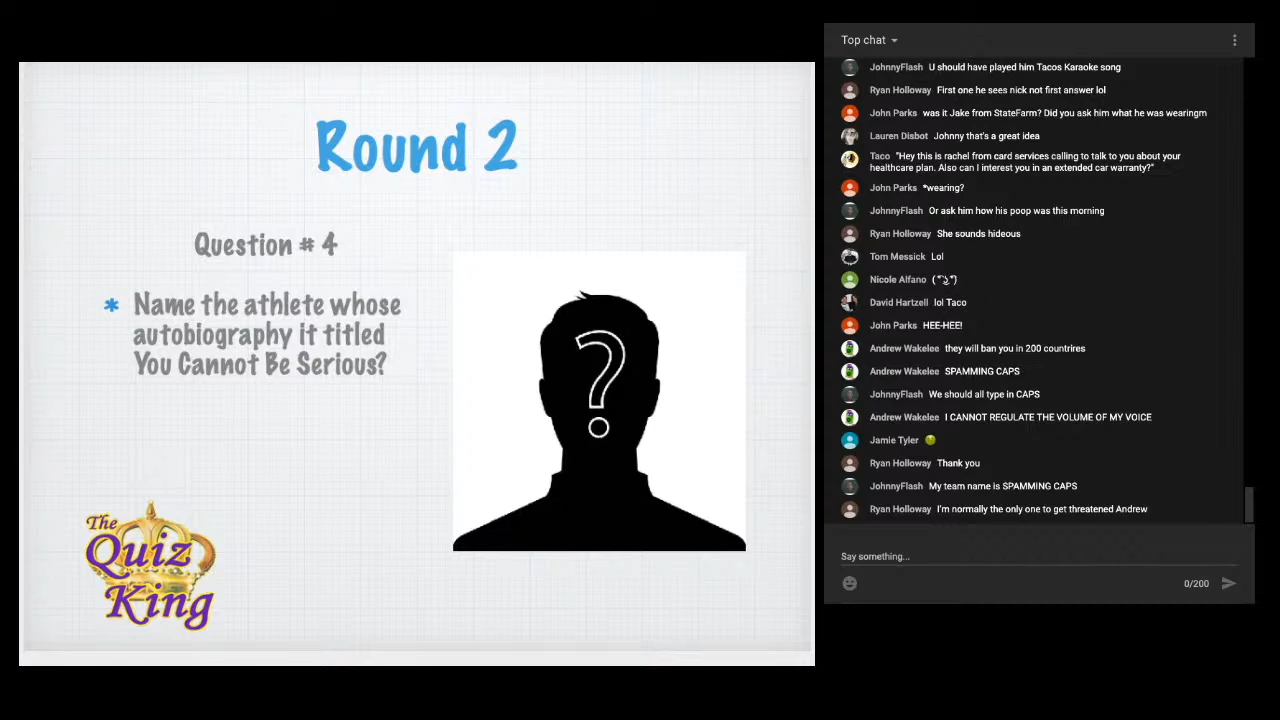 Round 2
Question # 4
* Name the athlete whose
autobiography it titled
You Cannot Be Serious?
?
The
Quiz
King
Top chat
JohnnyFlash U should have played him Tacos Karaoke song
Ryan Holloway First one he sees nick not first answer lol
John Parks was it Jake from StateFarm? Did you ask him what he was wearingm
Lauren Disbot Johnny that's a great idea
Taco "Hey this is rachel from card services calling to talk to you about your
healthcare plan. Also can I interest you in an extended car warranty?"
John Parks *wearing?
JohnnyFlash Or ask him how his poop was this morning
Ryan Holloway She sounds hideous
Tom Messick Lol
Nicole Alfano
David Hartzell lol Taco
John Parks HEE-HEE!
Andrew Wakelee they will ban you in 200 countrires
Andrew Wakelee SPAMMING CAPS
JohnnyFlash We should all type in CAPS
Andrew Wakelee I CANNOT REGULATE THE VOLUME OF MY VOICE
Jamie Tyler
Ryan Holloway Thank you
JohnnyFlash My team name is SPAMMING CAPS
Ryan Holloway I'm normally the only one to get threatened Andrew
Say something...
0/200